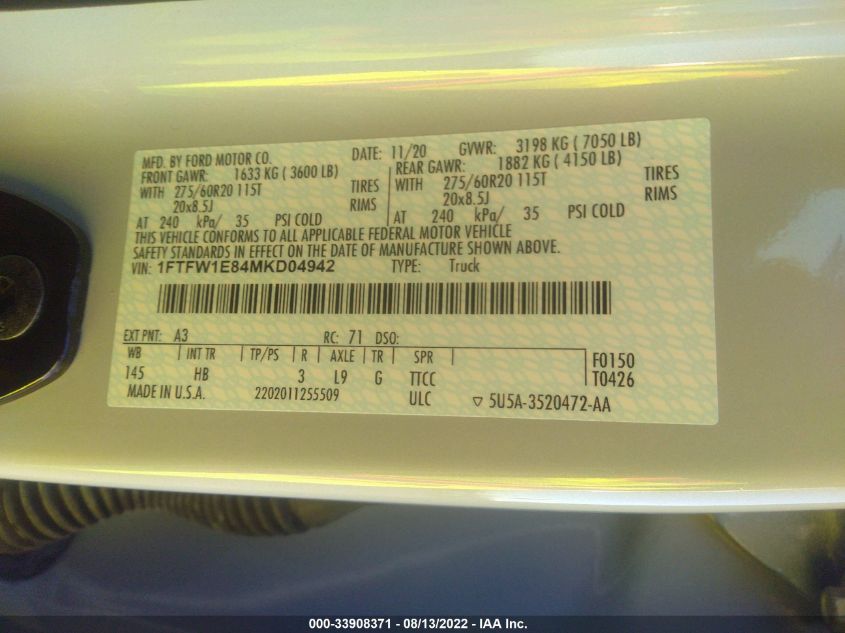 MFD. BY FORD MOTOR CO. DATE: 11/20 GVWR: 3198 KG ( 7050 LB)
FRONT GAWR: 1633 KG ( 3600 LB) REAR GAWR: 1882 KG ( 4150 LB)
WITH 275/60R20 115T TIRES WITH 275/60R20 115T TIRES
20x8.5J RIMS 20x8.5J RIMS
AT 240 kPa/ 35 PSI COLD AT 240 kPa/ 35 PSI COLD
THIS VEHICLE CONFORMS TO ALL APPLICABLE FEDERAL MOTOR VEHICLE
SAFETY STANDARDS IN EFFECT ON THE DATE OF MANUFACTURE SHOWN ABOVE.
VIN: 1FTFW1E84MKD04942 TYPE: Truck
EXT PNT: A3 RC: 71 DSO:
WB INT TR TP/PS R AXLE TR SPR F0150
145 HB 3 L9 G TTCC T0426
MADE IN U.S.A. 2202011255509 ULC ▽ 5U5A-3520472-AA
000-33908371 - 08/13/2022 - IAA Inc.